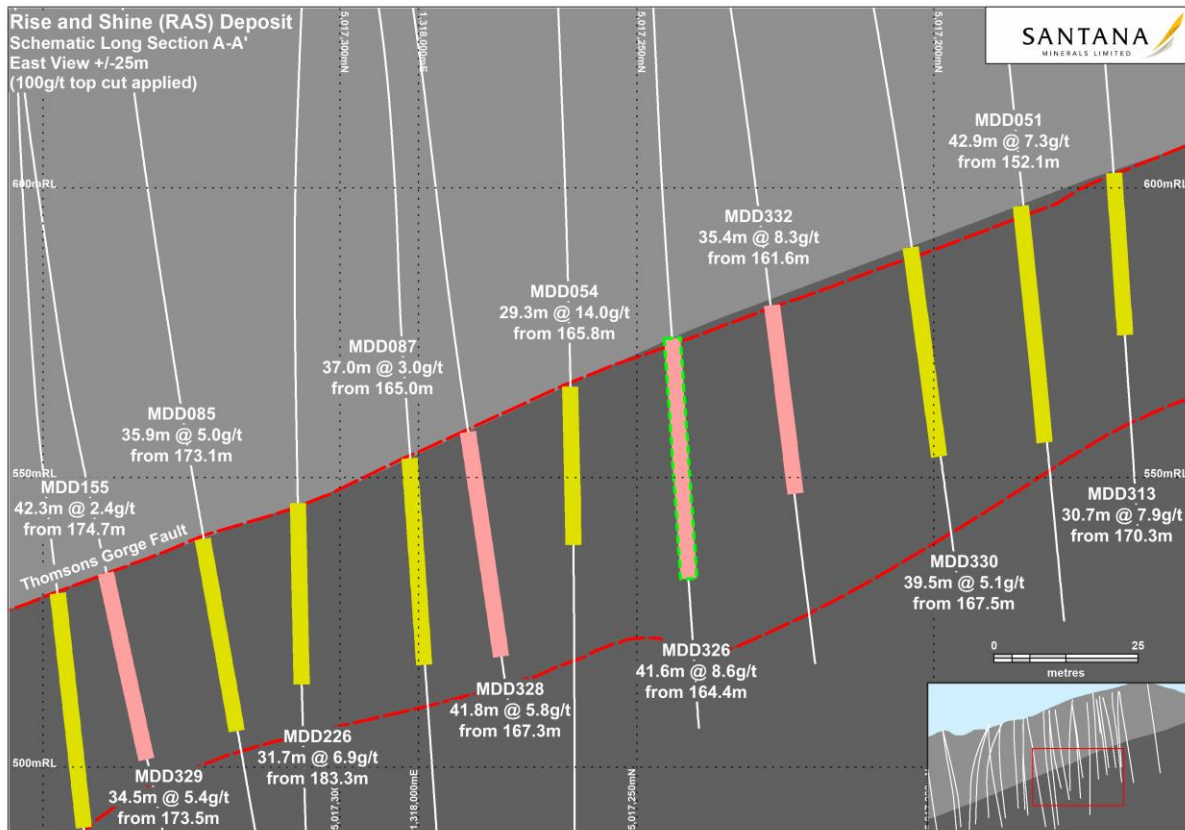 Rise and Shine (RAS) Deposit
Schematic Long Section A-A'
East View +/-25m
(100g/t top cut applied)
5,017,300mN
1,318,000mE
5,017,250mN
5,017,200mN
SANTANA
MINERALS LIMITED
MDD051
42.9m @ 7.3g/t
from 152.1m
600mRL
600mRL
MDD332
35.4m @ 8.3g/t
from 161.6m
MDD054
29.3m @ 14.0g/t
from 165.8m
MDD087
37.0m @ 3.0g/t
from 165.0m
MDD085
35.9m @ 5.0g/t
from 173.1m
550mRL
550mRL
MDD155
42.3m @ 2.4g/t
from 174.7m
Thomsons Gorge Fault
MDD313
30.7m @ 7.9g/t
from 170.3m
MDD330
39.5m @ 5.1g/t
from 167.5m
MDD326
41.6m @ 8.6g/t
from 164.4m
MDD328
41.8m @ 5.8g/t
from 167.3m
MDD226
31.7m @ 6.9g/t
from 183.3m
500mRL
MDD329
34.5m @ 5.4g/t
from 173.5m
0 25
metres
5,017,300
1,318,000mE
5,017,250mN